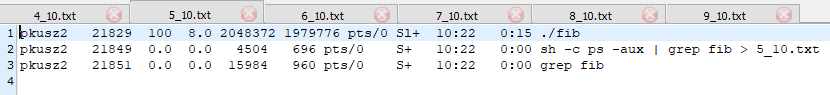 4_10.txt 5_10.txt 6_10.txt 7_10.txt 8_10.txt 9_10.txt
1 pkusz2 21829 100 8.0 2048372 1979776 pts/0 Sl+ 10:22 0:15 ./fib
2 pkusz2 21849 0.0 0.0 4504 696 pts/0 S+ 10:22 0:00 sh -c ps -aux | grep fib > 5_10.txt
3 pkusz2 21851 0.0 0.0 15984 960 pts/0 S+ 10:22 0:00 grep fib
4